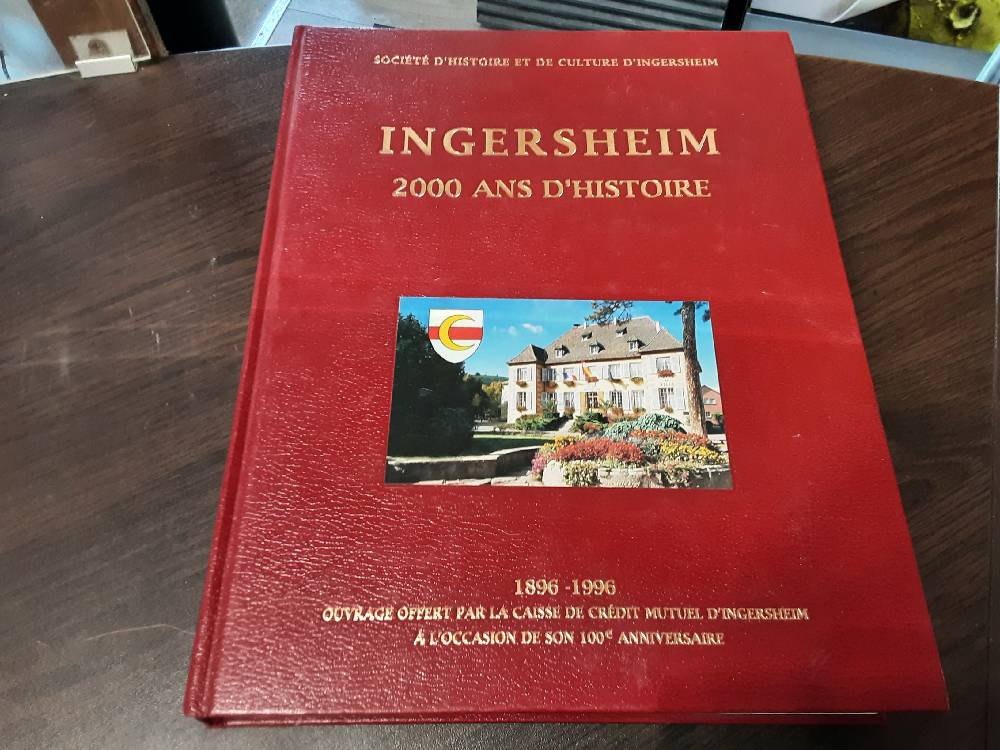 SOCIÉTÉ D'HISTOIRE ET DE CULTURE D'INGERSHEIM
INGERSHEIM
2000 ANS D'HISTOIRE
1896 -1996
OUVRAGE OFFERT PAR LA CAISSE DE CRÉDIT MUTUEL D'INGERSHEIM
À L'OCCASION DE SON 100e ANNIVERSAIRE